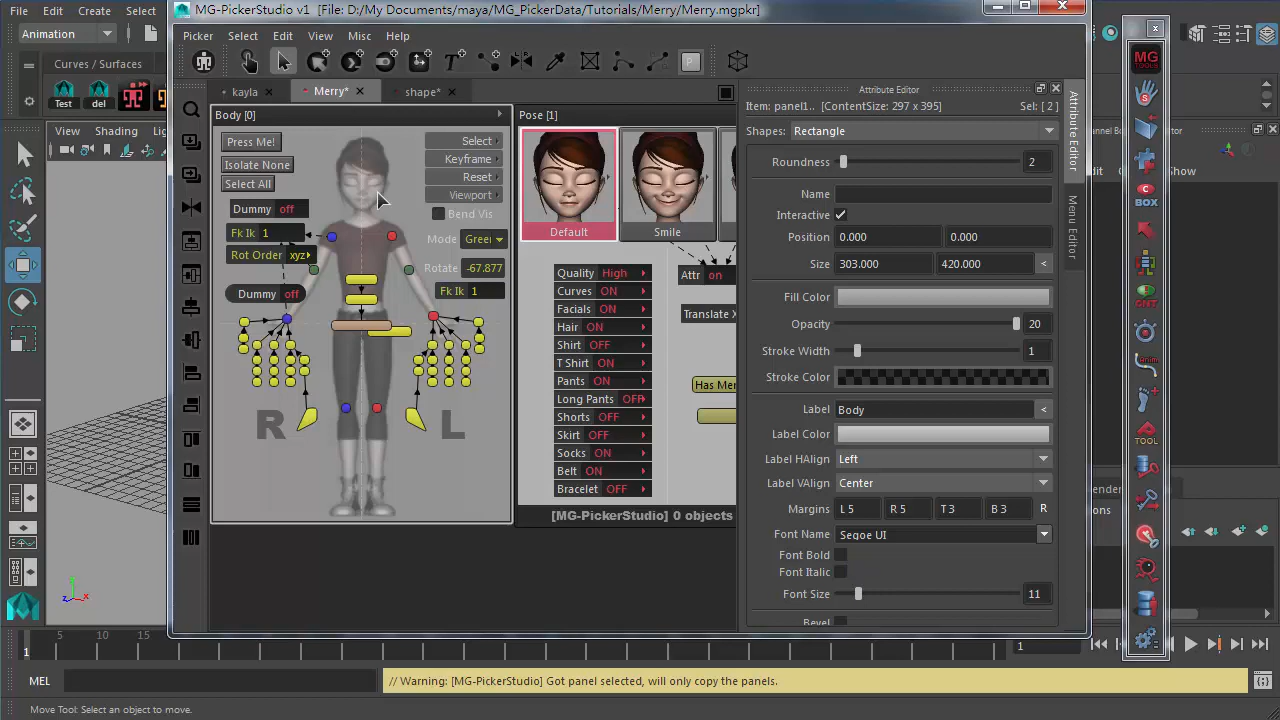 MG-PickerStudio v1   [File: D:/My Documents/maya/MG_PickerData/Tutorials/Merry/Merry.mgpkr]
File Edit Create Select
Picker Select Edit View Misc Help
Animation
Curves / Surfaces
Test del
View Shading
kayla Merry* shape*
Body [0]
Press Me!
Isolate None
Select All
Dummy off
Fk Ik 1
Rot Order xyz
Dummy off
Select
Keyframe
Reset
Viewport
Bend Vis
Mode Greer
Rotate -67.877
Fk Ik 1
R L
Pose [1]
Default Smile
Quality High
Curves ON
Facials ON
Hair ON
Shirt OFF
T Shirt ON
Pants ON
Long Pants OFF
Shorts OFF
Skirt OFF
Socks ON
Belt ON
Bracelet OFF
Attr on
Translate X
Has Mer
[MG-PickerStudio] 0 objects
Attribute Editor
Item: panel1.. [ContentSize: 297 x 395) Sel: [ 2 ]
Shapes: Rectangle
Roundness 2
Name
Interactive
Position 0.000 0.000
Size 303.000 420.000 <
Fill Color
Opacity 20
Stroke Width 1
Stroke Color
Label Body <
Label Color
Label HAlign Left
Label VAlign Center
Margins L 5 R 5 T 3 B 3 R
Font Name Segoe UI
Font Bold
Font Italic
Font Size 11
Bevel
Attribute Editor
Menu Editor
MG
TOOLS
S
C
BOX
CNT
Anim
TOOL
5 10 15
1
1
MEL
// Warning: [MG-PickerStudio] Got panel selected, will only copy the panels.
Move Tool: Select an object to move.
z x